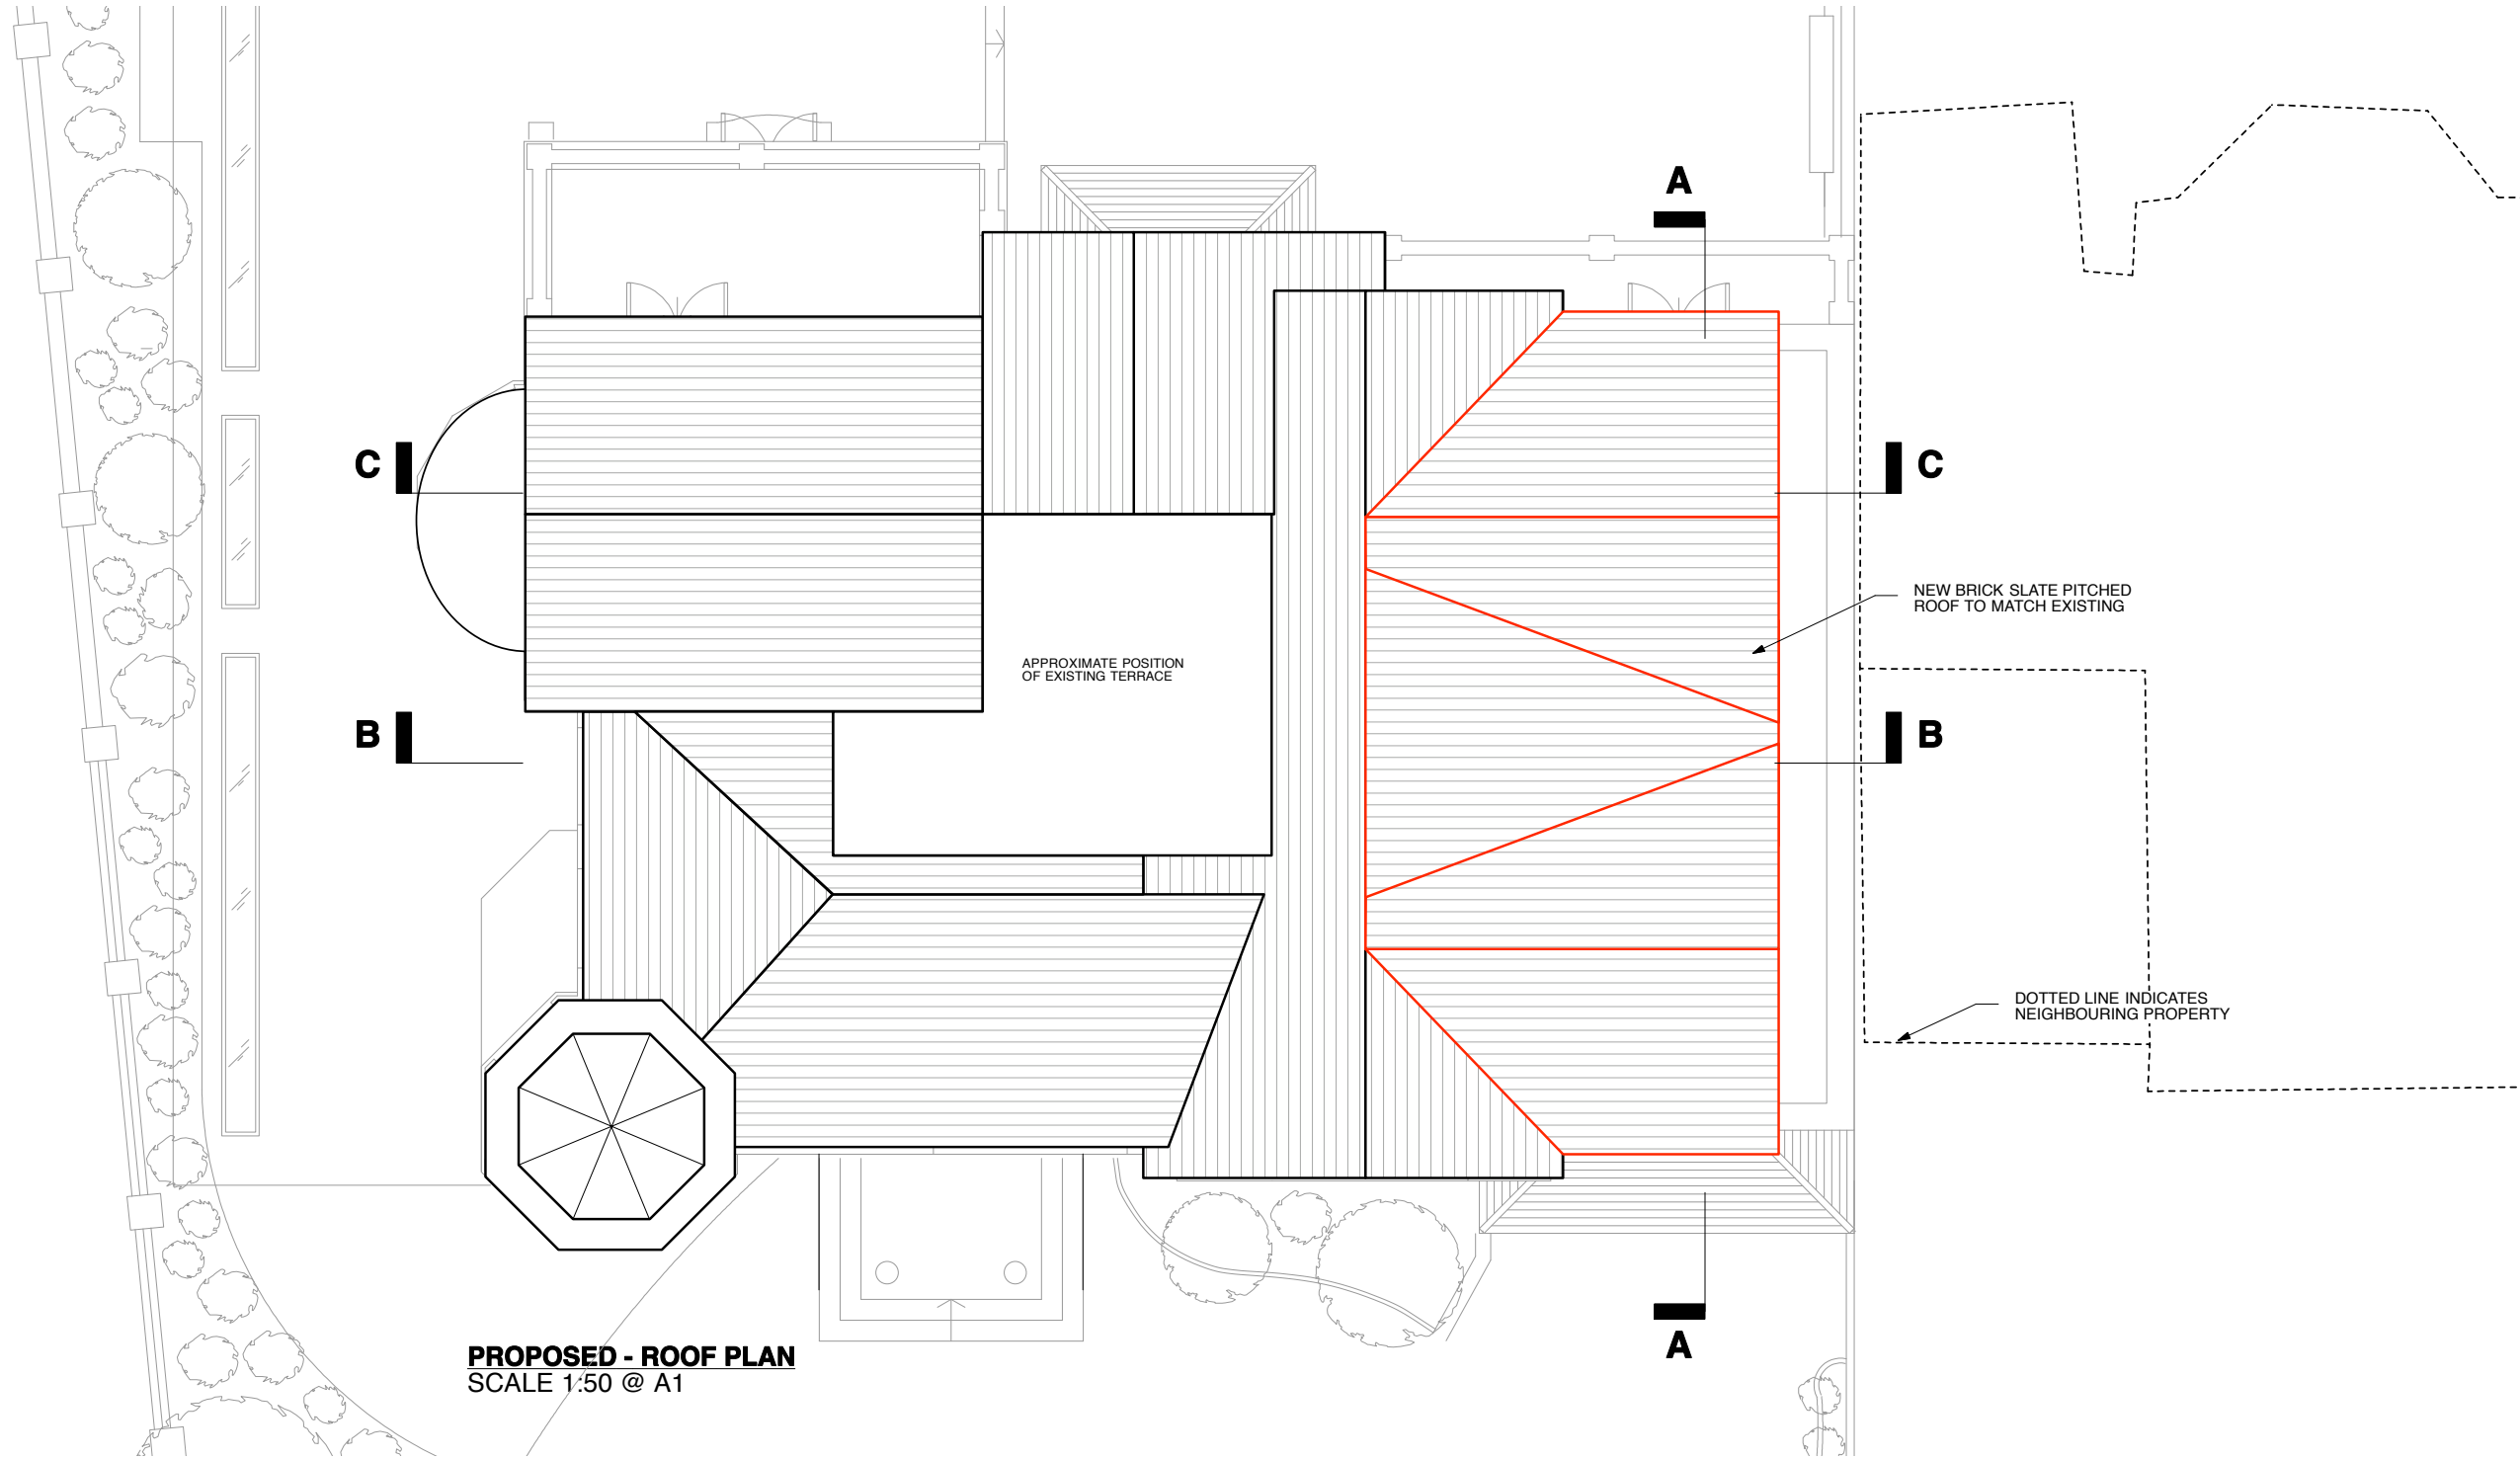 A
C
C
NEW BRICK SLATE PITCHED
ROOF TO MATCH EXISTING
APPROXIMATE POSITION
OF EXISTING TERRACE
B
B
DOTTED LINE INDICATES
NEIGHBOURING PROPERTY
A
PROPOSED - ROOF PLAN
SCALE 1:50 @ A1